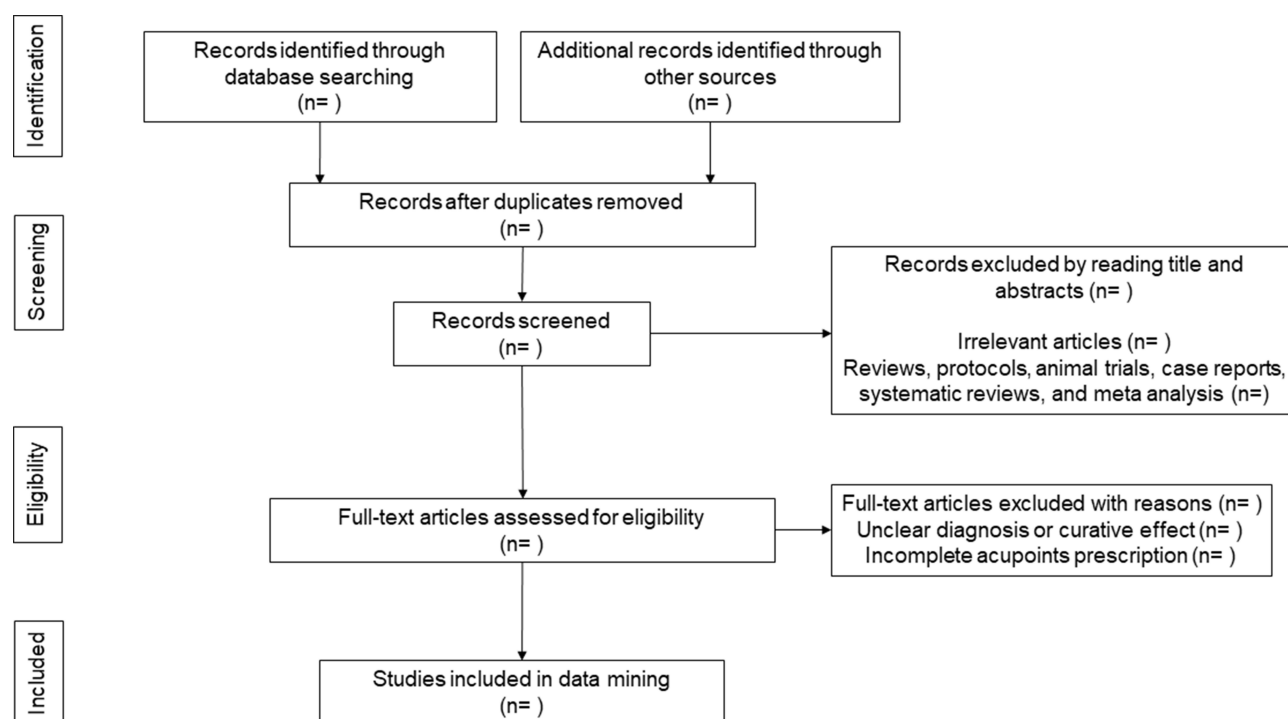 Identification
Records identified through
database searching
(n= )
Additional records identified through
other sources
(n= )
Records after duplicates removed
(n= )
Screening
Records screened
(n= )
Records excluded by reading title and
abstracts (n= )
Irrelevant articles (n= )
Reviews, protocols, animal trials, case reports,
systematic reviews, and meta analysis (n=)
Eligibility
Full-text articles assessed for eligibility
(n= )
Full-text articles excluded with reasons (n= )
Unclear diagnosis or curative effect (n= )
Incomplete acupoints prescription (n= )
Included
Studies included in data mining
(n= )